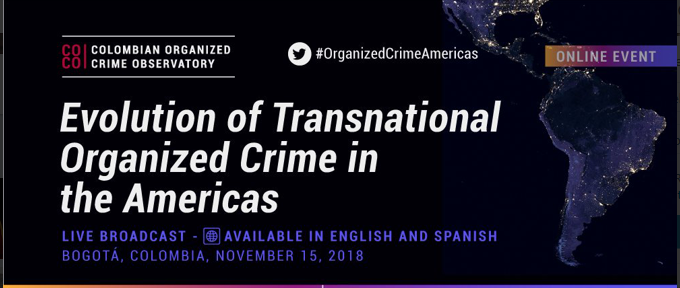 COLOMBIAN ORGANIZED
CRIME OBSERVATORY
CO
CO
#OrganizedCrimeAmericas
ONLINE EVENT
Evolution of Transnational
Organized Crime in
the Americas
LIVE BROADCAST - AVAILABLE IN ENGLISH AND SPANISH
BOGOTÁ, COLOMBIA, NOVEMBER 15, 2018